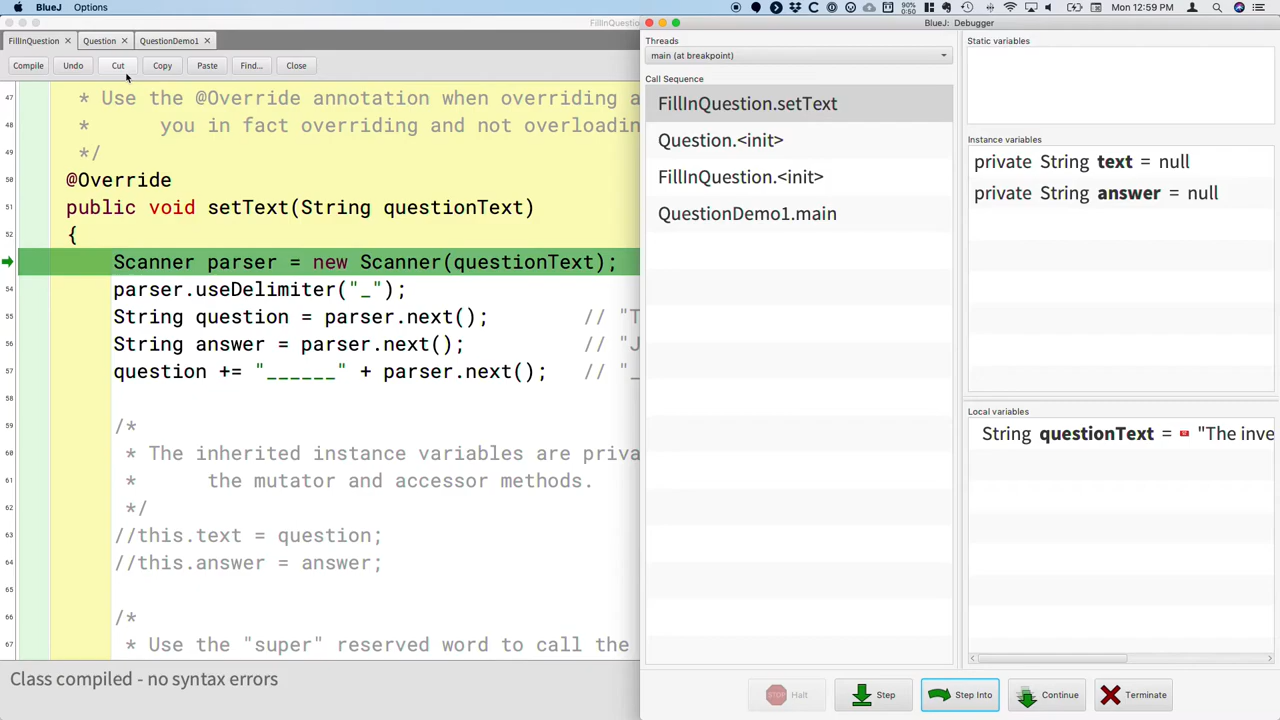 BlueJ Options
90% 0:50 Mon 12:59 PM
FillInQuestion
BlueJ: Debugger
FillInQuestion × Question × QuestionDemo1 ×
Compile Undo Cut Copy Paste Find... Close
47 * Use the @Override annotation when overriding a
48 * you in fact overriding and not overloadin
49 */
50 @Override
51 public void setText(String questionText)
52 {
Scanner parser = new Scanner(questionText);
54 parser.useDelimiter("_");
55 String question = parser.next(); // "T
56 String answer = parser.next(); // "J
57 question += "______" + parser.next(); // "_
58
59 /*
60 * The inherited instance variables are priva
61 * the mutator and accessor methods.
62 */
63 //this.text = question;
64 //this.answer = answer;
65
66 /*
67 * Use the "super" reserved word to call the
Class compiled - no syntax errors
Threads
main (at breakpoint)
Call Sequence
FillInQuestion.setText
Question.<init>
FillInQuestion.<init>
QuestionDemo1.main
Static variables
Instance variables
private String text = null
private String answer = null
Local variables
String questionText = "The inve
STOP Halt Step Step Into Continue Terminate